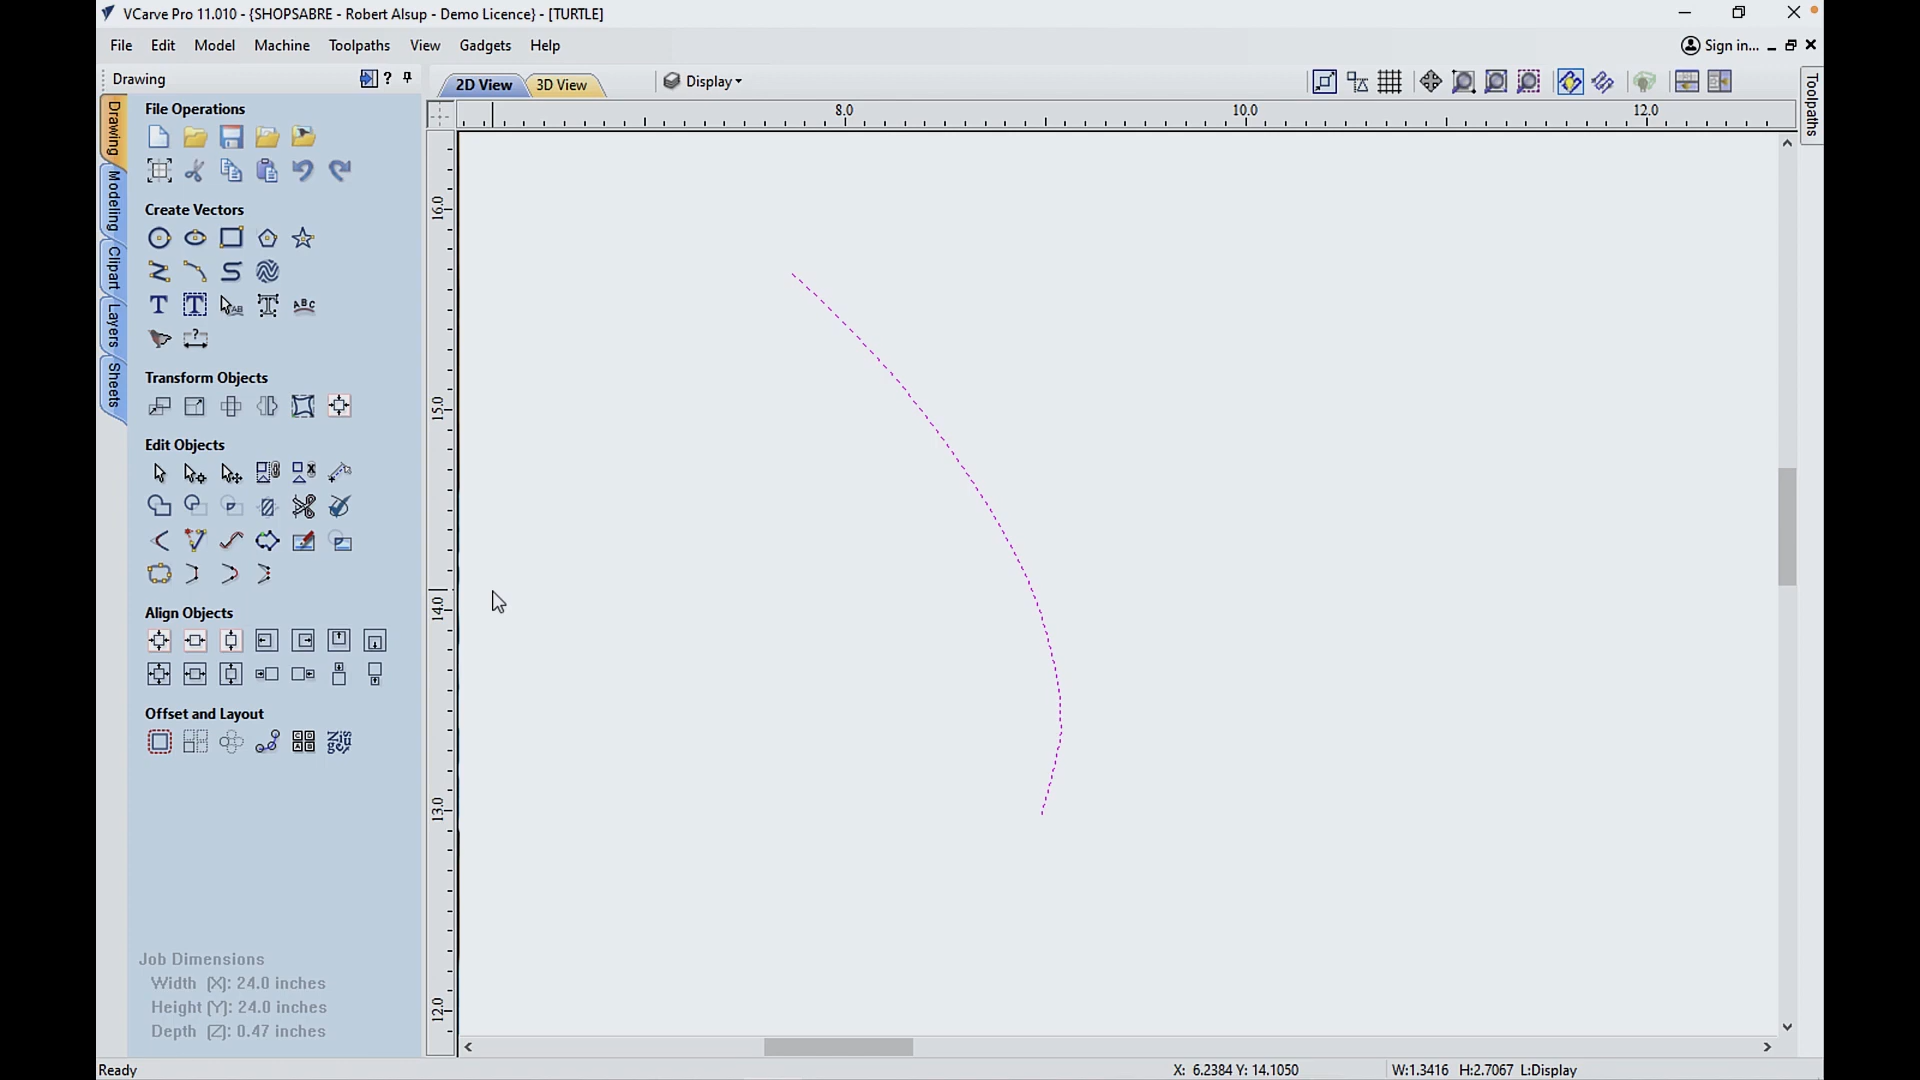 VCarve Pro 11.010 - {SHOPSABRE - Robert Alsup - Demo Licence} - [TURTLE]
File Edit Model Machine Toolpaths View Gadgets Help
Sign in...
Drawing
2D View 3D View Display
Toolpaths
Drawing
Modeling
Clipart
Layers
Sheets
File Operations
Create Vectors
Transform Objects
Edit Objects
Align Objects
Offset and Layout
8.0 10.0 12.0
16.0
15.0
14.0
13.0
12.0
Job Dimensions
Width (X): 24.0 inches
Height (Y): 24.0 inches
Depth (Z): 0.47 inches
Ready
X: 6.2384 Y: 14.1050
W:1.3416 H:2.7067 L:Display